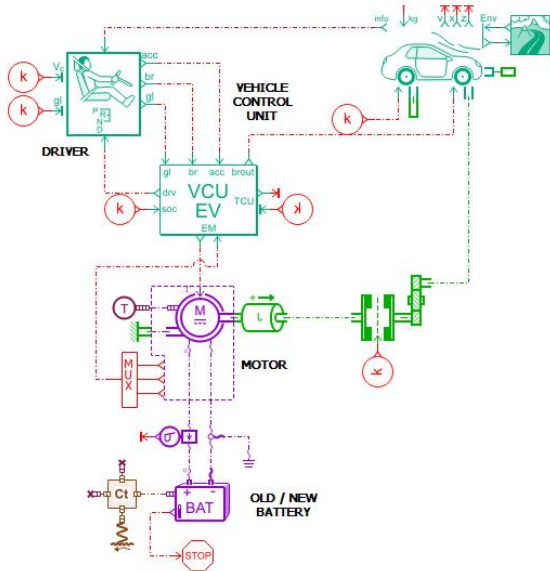 info
kg
v
x
z
Env
acc
br
gl
Vc
gl
k
k
P
R
N
D
DRIVER
VEHICLE
CONTROL
UNIT
k
gl br acc brout
drv
VCU
EV
TCU
soc
EM
k
k
T
M
MOTOR
k
MUX
Ct
+ -
BAT
OLD / NEW
BATTERY
STOP